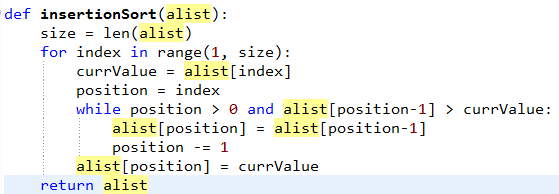 def insertionSort(alist):
    size = len(alist)
    for index in range(1, size):
        currValue = alist[index]
        position = index
        while position > 0 and alist[position-1] > currValue:
            alist[position] = alist[position-1]
            position -= 1
        alist[position] = currValue
    return alist